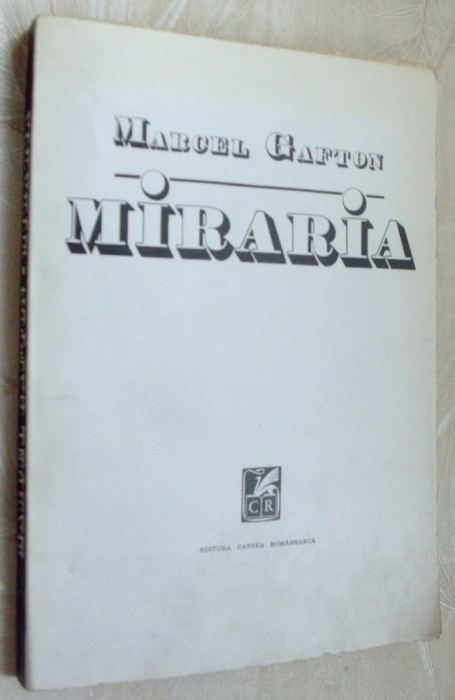 MARCEL GAFTON
MIRARIA
CR
EDITURA CARTEA ROMÂNEASCĂ